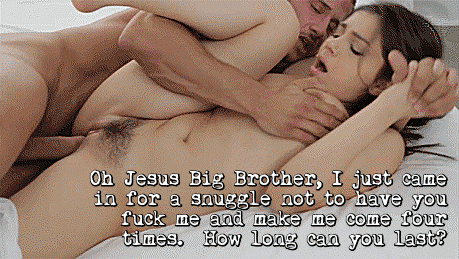 Oh Jesus Big Brother, I just came
in for a snuggle not to have you
fuck me and make me come four
times. How long can you last?